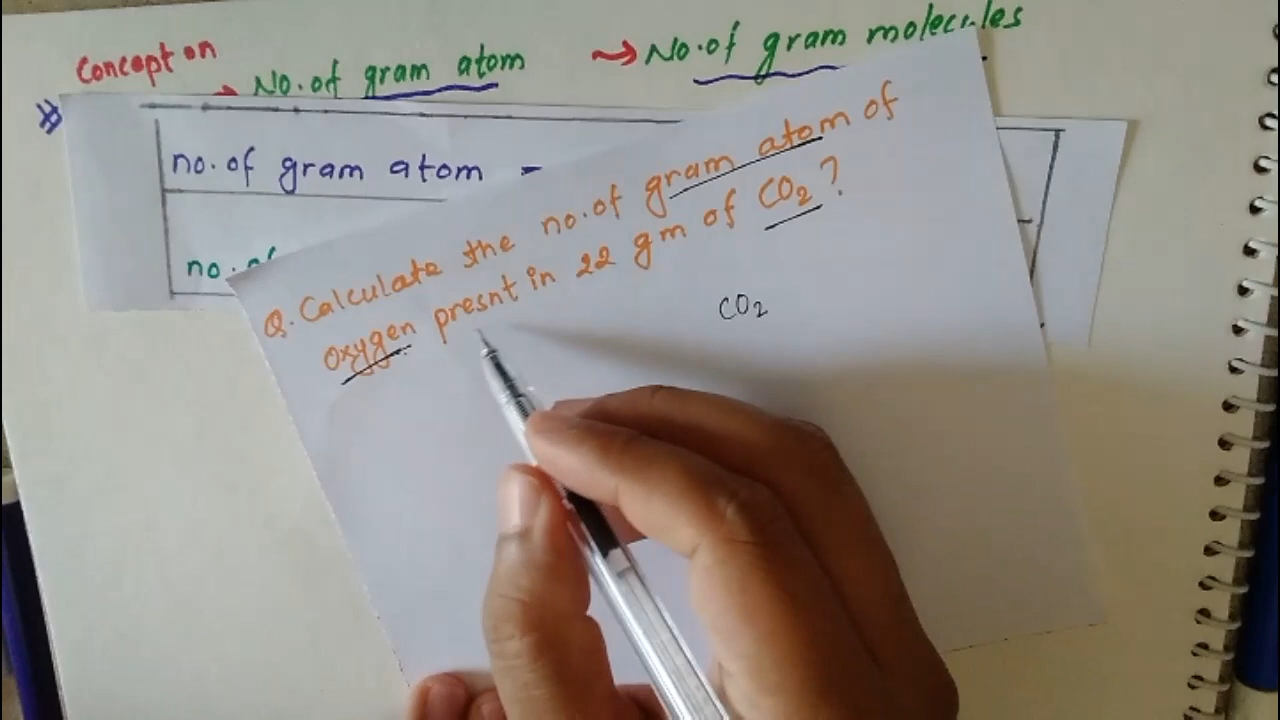 Concept on
→ No. of gram atom
→ No. of gram molecules
no. of gram atom -
no. of
Q. Calculate the no. of gram atom of
oxygen presnt in 22 gm of CO₂ ?
CO₂